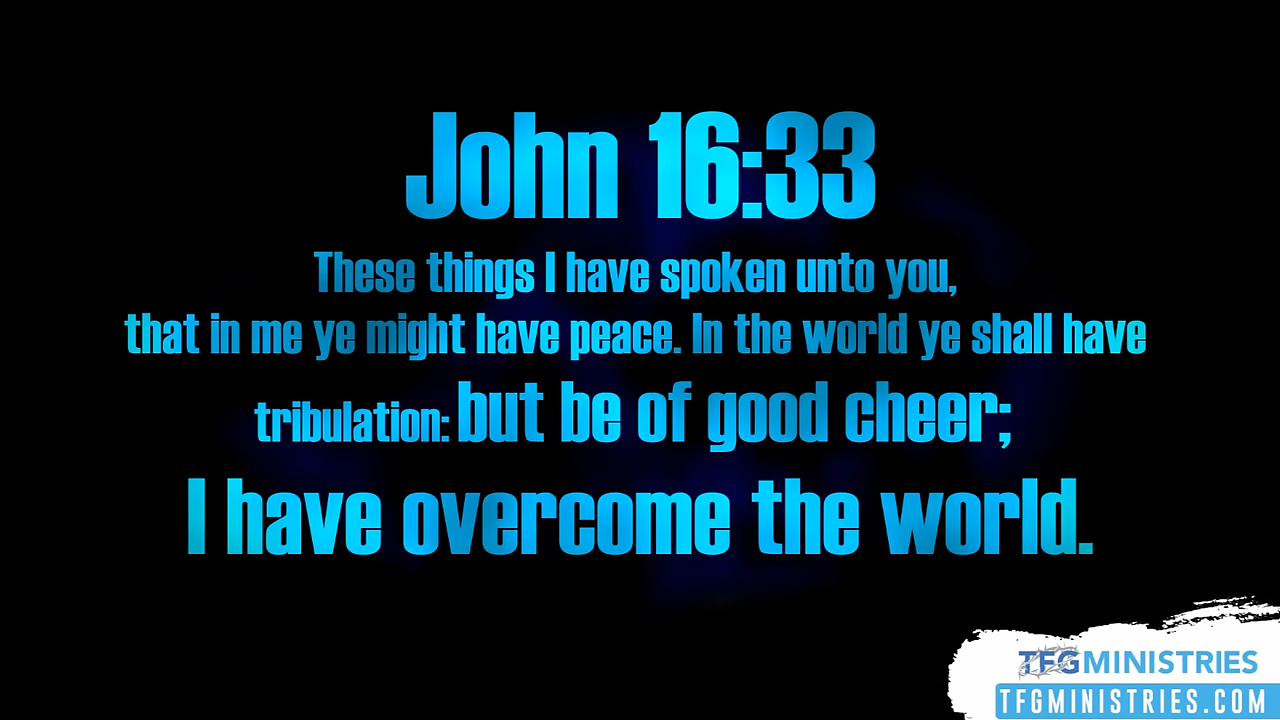 John 16:33
These things I have spoken unto you,
that in me ye might have peace. In the world ye shall have
tribulation: but be of good cheer;
I have overcome the world.
TFGMINISTRIES
TFGMINISTRIES.COM